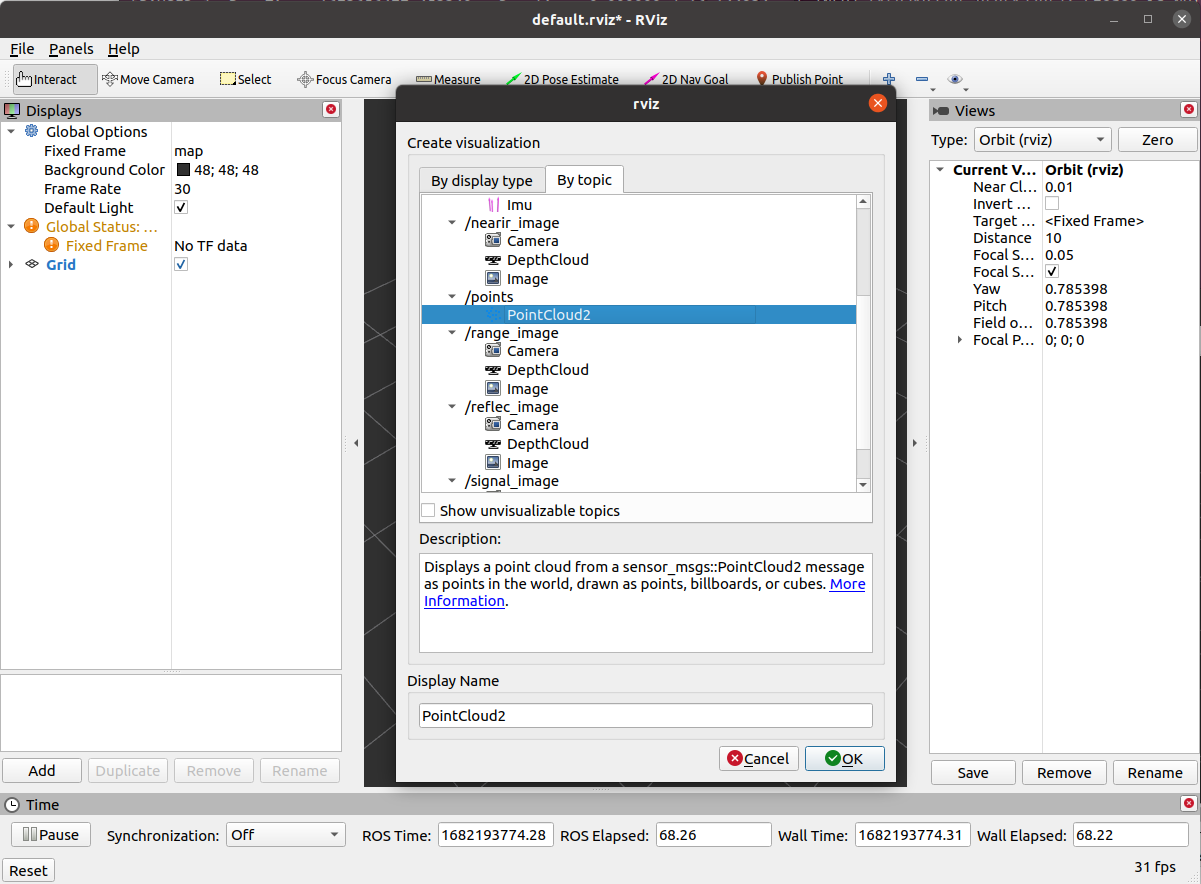 default.rviz* - RViz
File Panels Help
Interact Move Camera Select Focus Camera Measure 2D Pose Estimate 2D Nav Goal Publish Point
Displays
Global Options
Fixed Frame map
Background Color 48; 48; 48
Frame Rate 30
Default Light
Global Status: ...
Fixed Frame No TF data
Grid
Add Duplicate Remove Rename
rviz
Create visualization
By display type By topic
Imu
/nearir_image
Camera
DepthCloud
Image
/points
PointCloud2
/range_image
Camera
DepthCloud
Image
/reflec_image
Camera
DepthCloud
Image
/signal_image
Show unvisualizable topics
Description:
Displays a point cloud from a sensor_msgs::PointCloud2 message
as points in the world, drawn as points, billboards, or cubes. More
Information.
Display Name
PointCloud2
Cancel OK
Views
Type: Orbit (rviz) Zero
Current V... Orbit (rviz)
Near Cl... 0.01
Invert ...
Target ... <Fixed Frame>
Distance 10
Focal S... 0.05
Focal S...
Yaw 0.785398
Pitch 0.785398
Field o... 0.785398
Focal P... 0; 0; 0
Save Remove Rename
Time
Pause Synchronization: Off ROS Time: 1682193774.28 ROS Elapsed: 68.26 Wall Time: 1682193774.31 Wall Elapsed: 68.22
Reset 31 fps